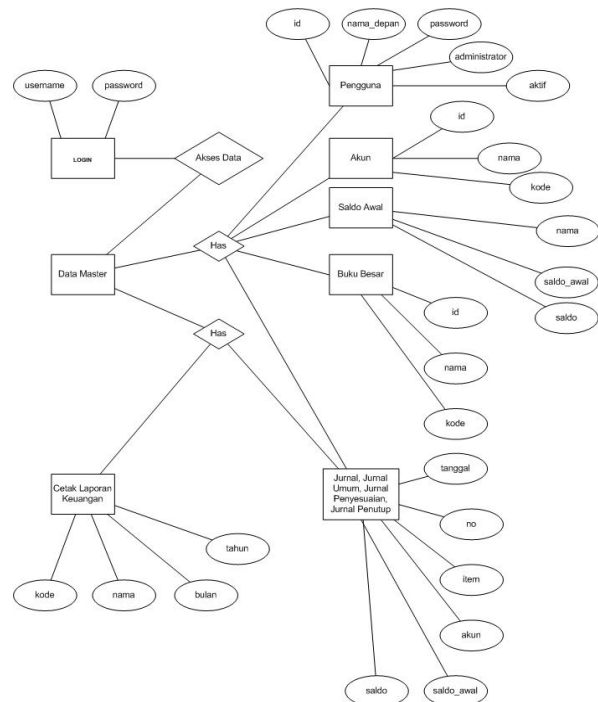 id
nama_depan
password
administrator
aktif
Pengguna
username
password
LOGIN
Akses Data
id
Akun
nama
kode
Saldo Awal
nama
saldo_awal
saldo
Has
Data Master
Buku Besar
id
nama
kode
Has
Cetak Laporan
Keuangan
tahun
kode
nama
bulan
Jurnal, Jurnal
Umum, Jurnal
Penyesuaian,
Jurnal Penutup
tanggal
no
item
akun
saldo
saldo_awal